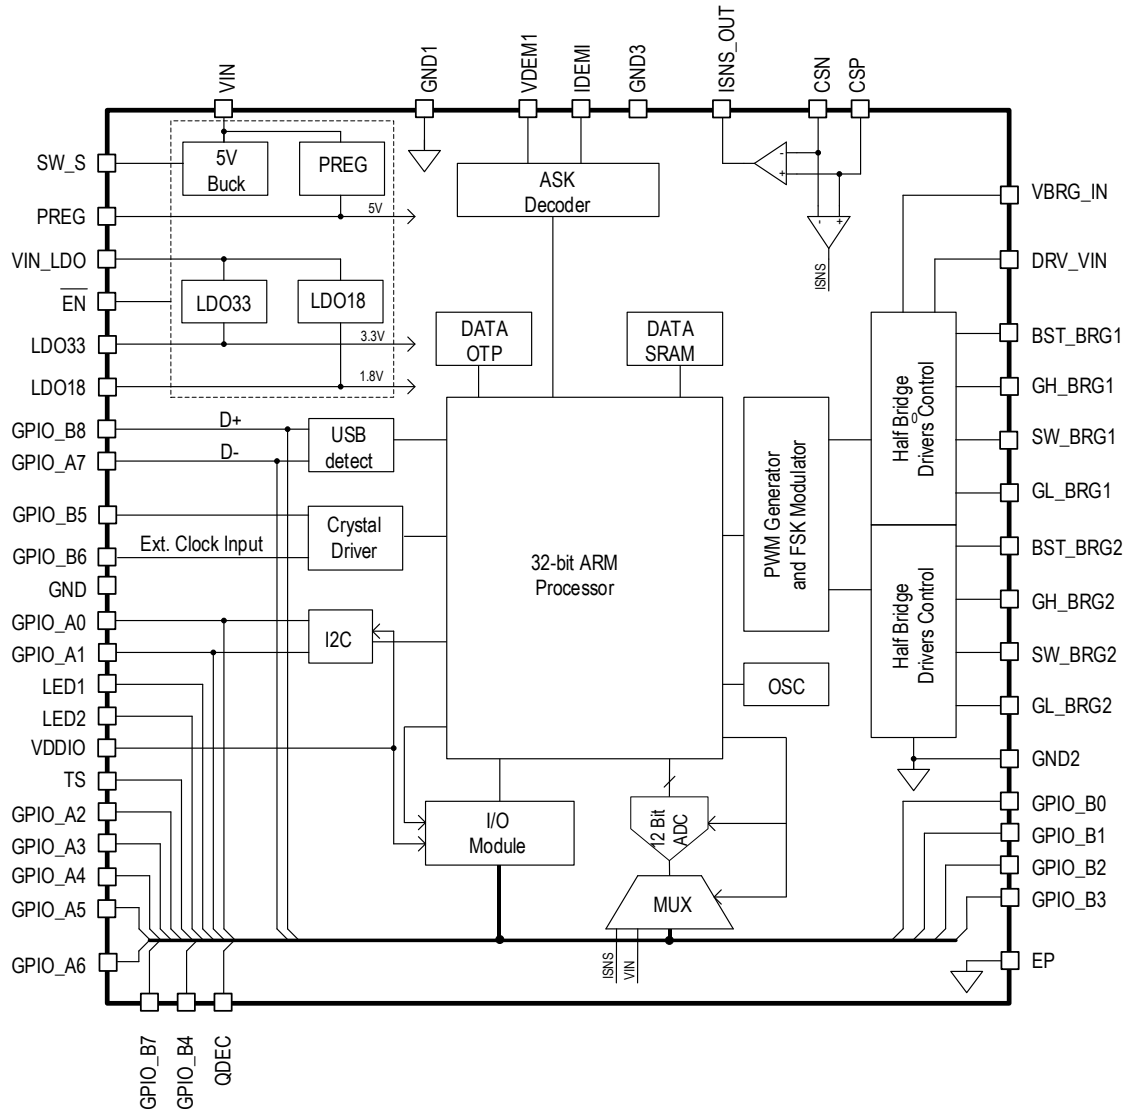 VIN
GND1
VDEM1
IDEMI
GND3
ISNS_OUT
CSN
CSP
SW_S
PREG
VIN_LDO
EN
LDO33
LDO18
GPIO_B8
GPIO_A7
GPIO_B5
GPIO_B6
GND
GPIO_A0
GPIO_A1
LED1
LED2
VDDIO
TS
GPIO_A2
GPIO_A3
GPIO_A4
GPIO_A5
GPIO_A6
5V
Buck
PREG
5V
LDO33
LDO18
3.3V
1.8V
D+
D-
USB
detect
Ext. Clock Input
Crystal
Driver
I2C
ASK
Decoder
DATA
OTP
DATA
SRAM
32-bit ARM
Processor
I/O
Module
12 Bit
ADC
MUX
ISNS
VIN
-
+
-
+
ISNS
PWM Generator
and FSK Modulator
OSC
Half Bridge
Drivers Control
0
Half Bridge
Drivers Control
VBRG_IN
DRV_VIN
BST_BRG1
GH_BRG1
SW_BRG1
GL_BRG1
BST_BRG2
GH_BRG2
SW_BRG2
GL_BRG2
GND2
GPIO_B0
GPIO_B1
GPIO_B2
GPIO_B3
EP
GPIO_B7
GPIO_B4
QDEC